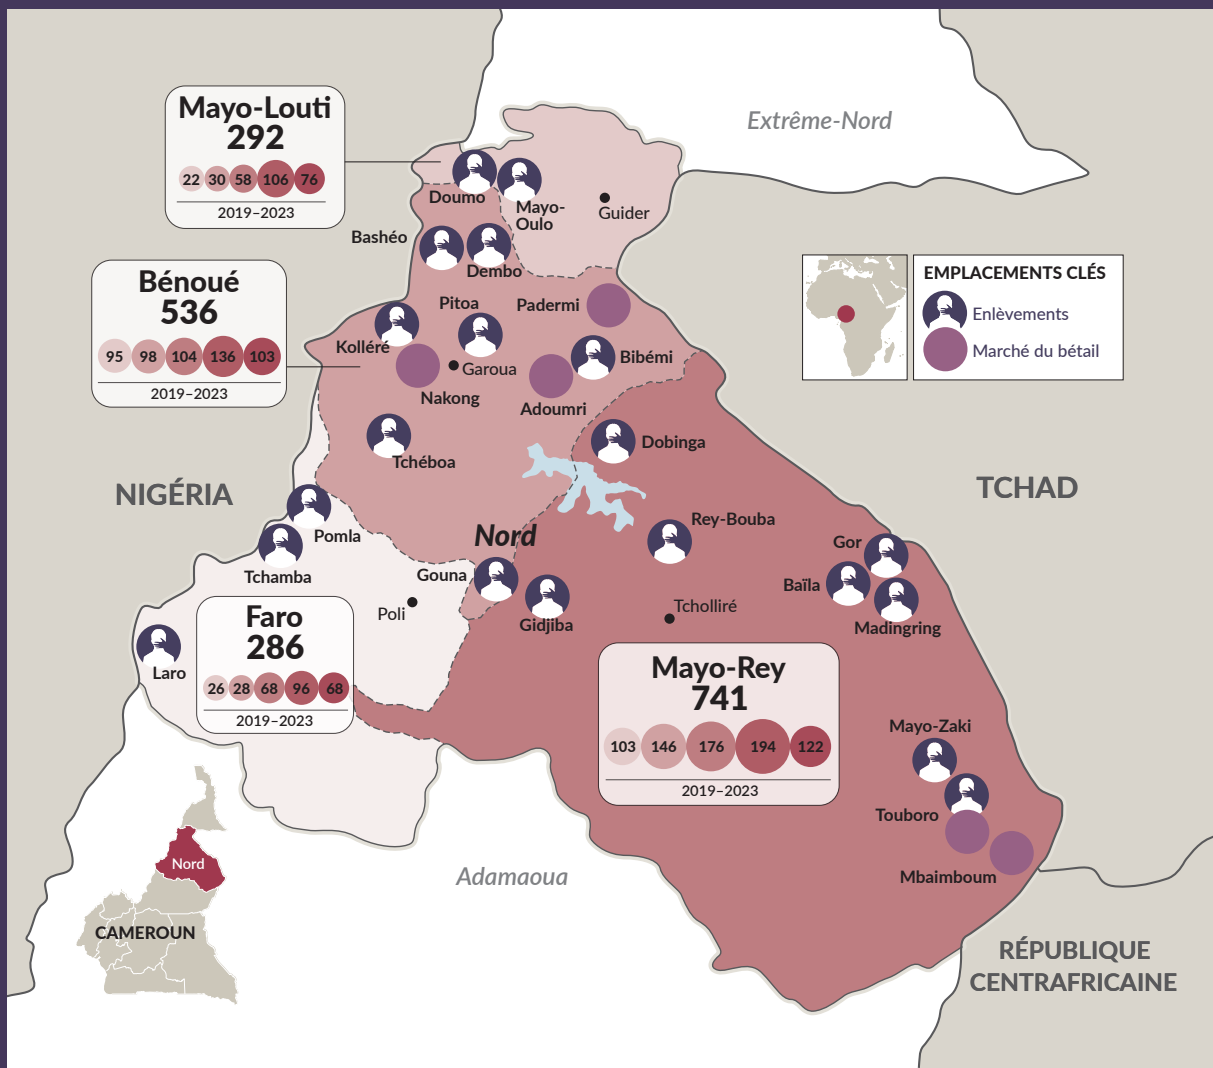 Extrême-Nord
Mayo-Louti
292
22 30 58 106 76
2019–2023
Doumo
Mayo-
Oulo
Guider
Bashéo
Dembo
Bénoué
536
95 98 104 136 103
2019–2023
Pitoa
Padermi
Kolléré
Garoua
Bibémi
Nakong
Adoumri
Tchéboa
Dobinga
EMPLACEMENTS CLÉS
Enlèvements
Marché du bétail
NIGÉRIA
TCHAD
Pomla
Nord
Rey-Bouba
Tchamba
Gouna
Gor
Baïla
Poli
Gidjiba
Tcholliré
Madingring
Laro
Faro
286
26 28 68 96 68
2019–2023
Mayo-Rey
741
103 146 176 194 122
2019–2023
Mayo-Zaki
Touboro
Mbaimboum
Adamaoua
Nord
CAMEROUN
RÉPUBLIQUE
CENTRAFRICAINE